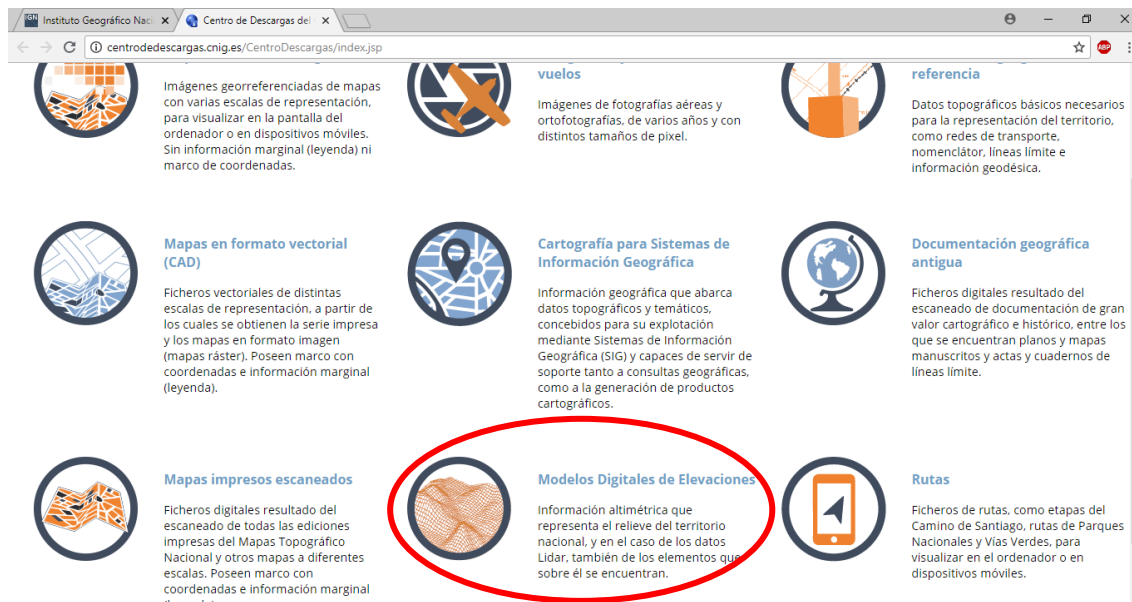 Instituto Geográfico Naci
Centro de Descargas del
centrodedescargas.cnig.es/CentroDescargas/index.jsp
ABP
Imágenes georreferenciadas de mapas
con varias escalas de representación,
para visualizar en la pantalla del
ordenador o en dispositivos móviles.
Sin información marginal (leyenda) ni
marco de coordenadas.
vuelos
Imágenes de fotografías aéreas y
ortofotografías, de varios años y con
distintos tamaños de pixel.
referencia
Datos topográficos básicos necesarios
para la representación del territorio,
como redes de transporte,
nomenclátor, líneas límite e
información geodésica.
Mapas en formato vectorial
(CAD)
Ficheros vectoriales de distintas
escalas de representación, a partir de
los cuales se obtienen la serie impresa
y los mapas en formato imagen
(mapas ráster). Poseen marco con
coordenadas e información marginal
(leyenda).
Cartografía para Sistemas de
Información Geográfica
Información geográfica que abarca
datos topográficos y temáticos,
concebidos para su explotación
mediante Sistemas de Información
Geográfica (SIG) y capaces de servir de
soporte tanto a consultas geográficas,
como a la generación de productos
cartográficos.
Documentación geográfica
antigua
Ficheros digitales resultado del
escaneado de documentación de gran
valor cartográfico e histórico, entre los
que se encuentran planos y mapas
manuscritos y actas y cuadernos de
líneas límite.
Mapas impresos escaneados
Ficheros digitales resultado del
escaneado de todas las ediciones
impresas del Mapa Topográfico
Nacional y otros mapas a diferentes
escalas. Poseen marco con
coordenadas e información marginal
Modelos Digitales de Elevaciones
Información altimétrica que
representa el relieve del territorio
nacional, y en el caso de los datos
Lidar, también de los elementos que
sobre él se encuentran.
Rutas
Ficheros de rutas, como etapas del
Camino de Santiago, rutas de Parques
Nacionales y Vías Verdes, para
visualizar en el ordenador o en
dispositivos móviles.